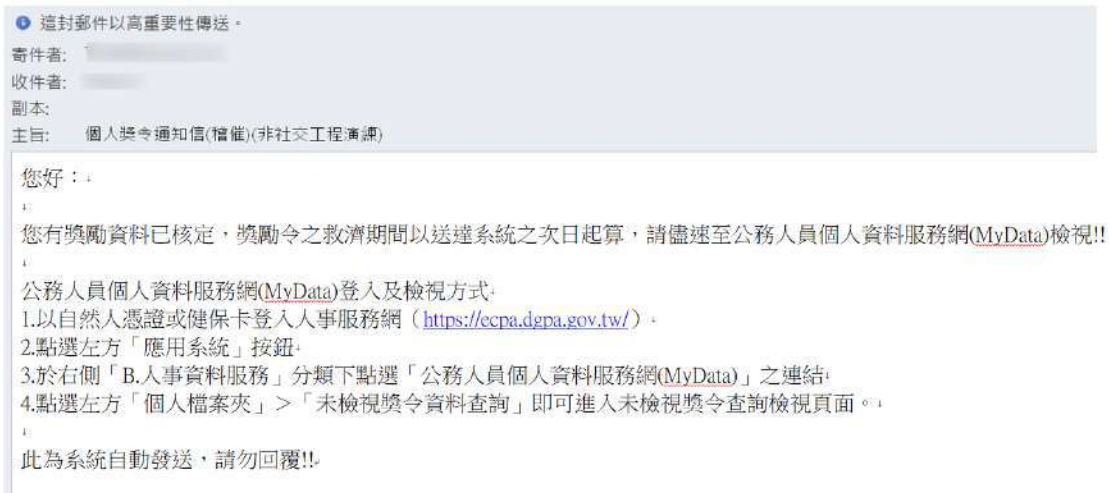 這封郵件以高重要性傳送。
寄件者:
收件者:
副本:
主旨: 個人獎令通知信(稽催)(非社交工程演練)
您好：
您有獎勵資料已核定，獎勵令之救濟期間以送達系統之次日起算，請儘速至公務人員個人資料服務網(MyData)檢視!!
公務人員個人資料服務網(MyData)登入及檢視方式
1.以自然人憑證或健保卡登入人事服務網（https://ecpa.dgpa.gov.tw/）。
2.點選左方「應用系統」按鈕
3.於右側「B.人事資料服務」分類下點選「公務人員個人資料服務網(MyData)」之連結
4.點選左方「個人檔案夾」＞「未檢視獎令資料查詢」即可進入未檢視獎令查詢檢視頁面。
此為系統自動發送，請勿回覆!!